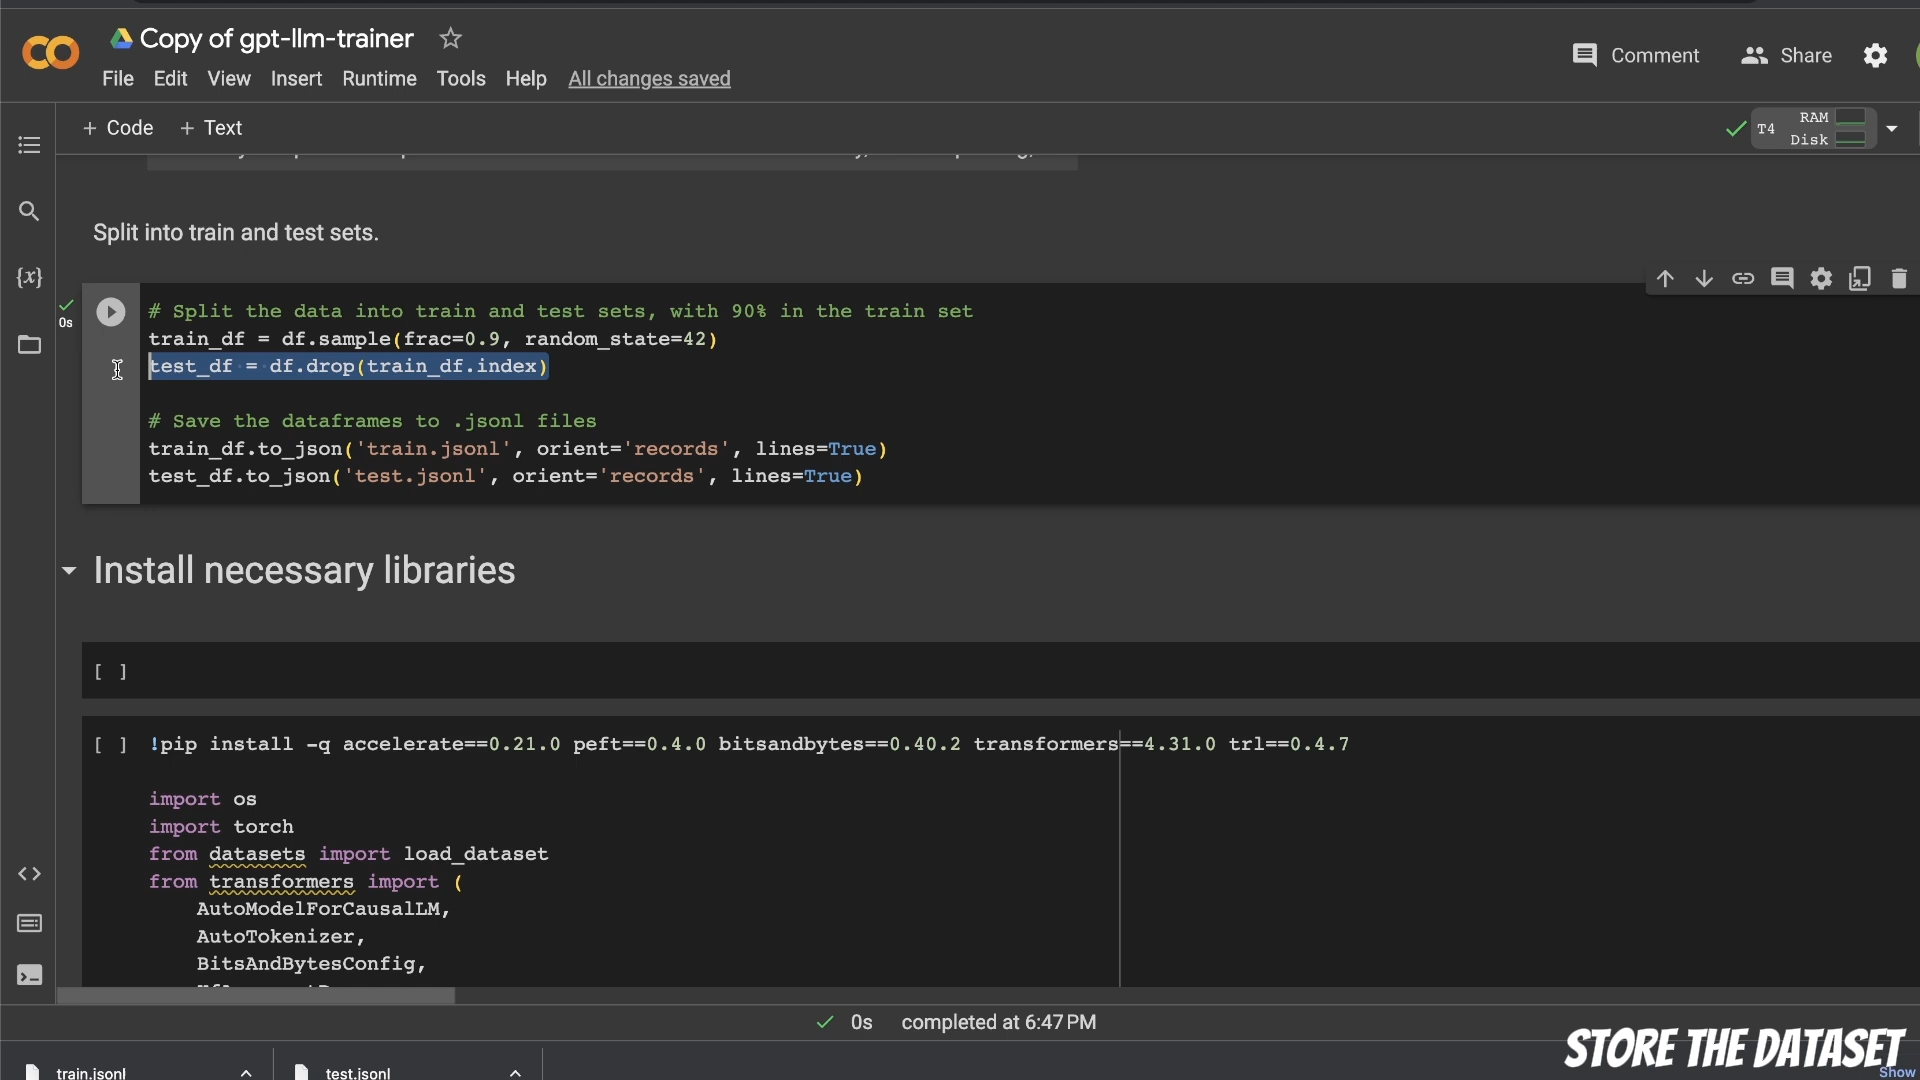 Copy of gpt-llm-trainer
File Edit View Insert Runtime Tools Help All changes saved
Comment Share
+ Code + Text
T4 RAM
Disk
Split into train and test sets.
{x}
0s
# Split the data into train and test sets, with 90% in the train set
train_df = df.sample(frac=0.9, random_state=42)
test_df = df.drop(train_df.index)
# Save the dataframes to .jsonl files
train_df.to_json('train.jsonl', orient='records', lines=True)
test_df.to_json('test.jsonl', orient='records', lines=True)
Install necessary libraries
[ ]
[ ] !pip install -q accelerate==0.21.0 peft==0.4.0 bitsandbytes==0.40.2 transformers==4.31.0 trl==0.4.7
import os
import torch
from datasets import load_dataset
from transformers import (
AutoModelForCausalLM,
AutoTokenizer,
BitsAndBytesConfig,
0s completed at 6:47 PM
STORE THE DATASET
train.jsonl test.jsonl Show